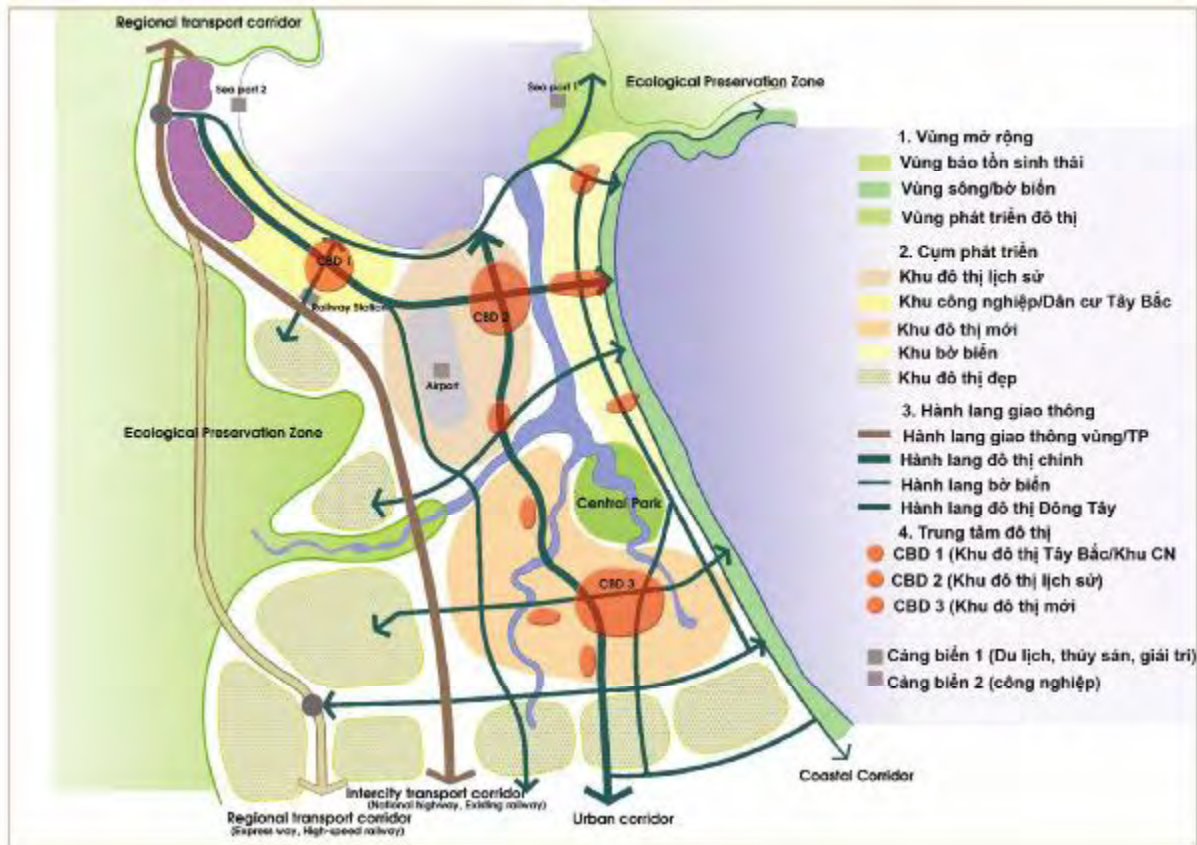 Regional transport corridor
Sea port 2
Sea port 1
Ecological Preservation Zone
CBD 1
Railway Station
CBD 2
Airport
Ecological Preservation Zone
Central Park
CBD 3
Intercity transport corridor
(National highway, Existing railway)
Regional transport corridor
(Express way, High-speed railway)
Urban corridor
Coastal Corridor
1. Vùng mở rộng
Vùng bảo tồn sinh thái
Vùng sông/bờ biển
Vùng phát triển đô thị
2. Cụm phát triển
Khu đô thị lịch sử
Khu công nghiệp/Dân cư Tây Bắc
Khu đô thị mới
Khu bờ biển
Khu đô thị đẹp
3. Hành lang giao thông
Hành lang giao thông vùng/TP
Hành lang đô thị chính
Hành lang bờ biển
Hành lang đô thị Đông Tây
4. Trung tâm đô thị
CBD 1 (Khu đô thị Tây Bắc/Khu CN
CBD 2 (Khu đô thị lịch sử)
CBD 3 (Khu đô thị mới
Cảng biển 1 (Du lịch, thủy sản, giải trí)
Cảng biển 2 (công nghiệp)